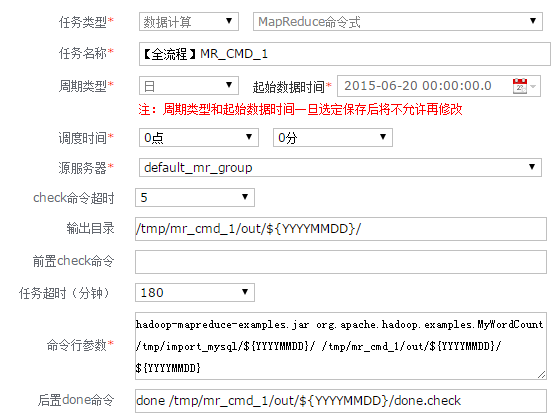 任务类型* 数据计算 MapReduce命令式
任务名称* 【全流程】MR_CMD_1
周期类型* 日 起始数据时间* 2015-06-20 00:00:00.0
注：周期类型和起始数据时间一旦选定保存后将不允许再修改
调度时间* 0点 0分
源服务器* default_mr_group
check命令超时 5
输出目录 /tmp/mr_cmd_1/out/${YYYYMMDD}/
前置check命令
任务超时（分钟） 180
命令行参数* hadoop-mapreduce-examples.jar org.apache.hadoop.examples.MyWordCount
/tmp/import_mysql/${YYYYMMDD}/ /tmp/mr_cmd_1/out/${YYYYMMDD}/
${YYYYMMDD}
后置done命令 done /tmp/mr_cmd_1/out/${YYYYMMDD}/done.check